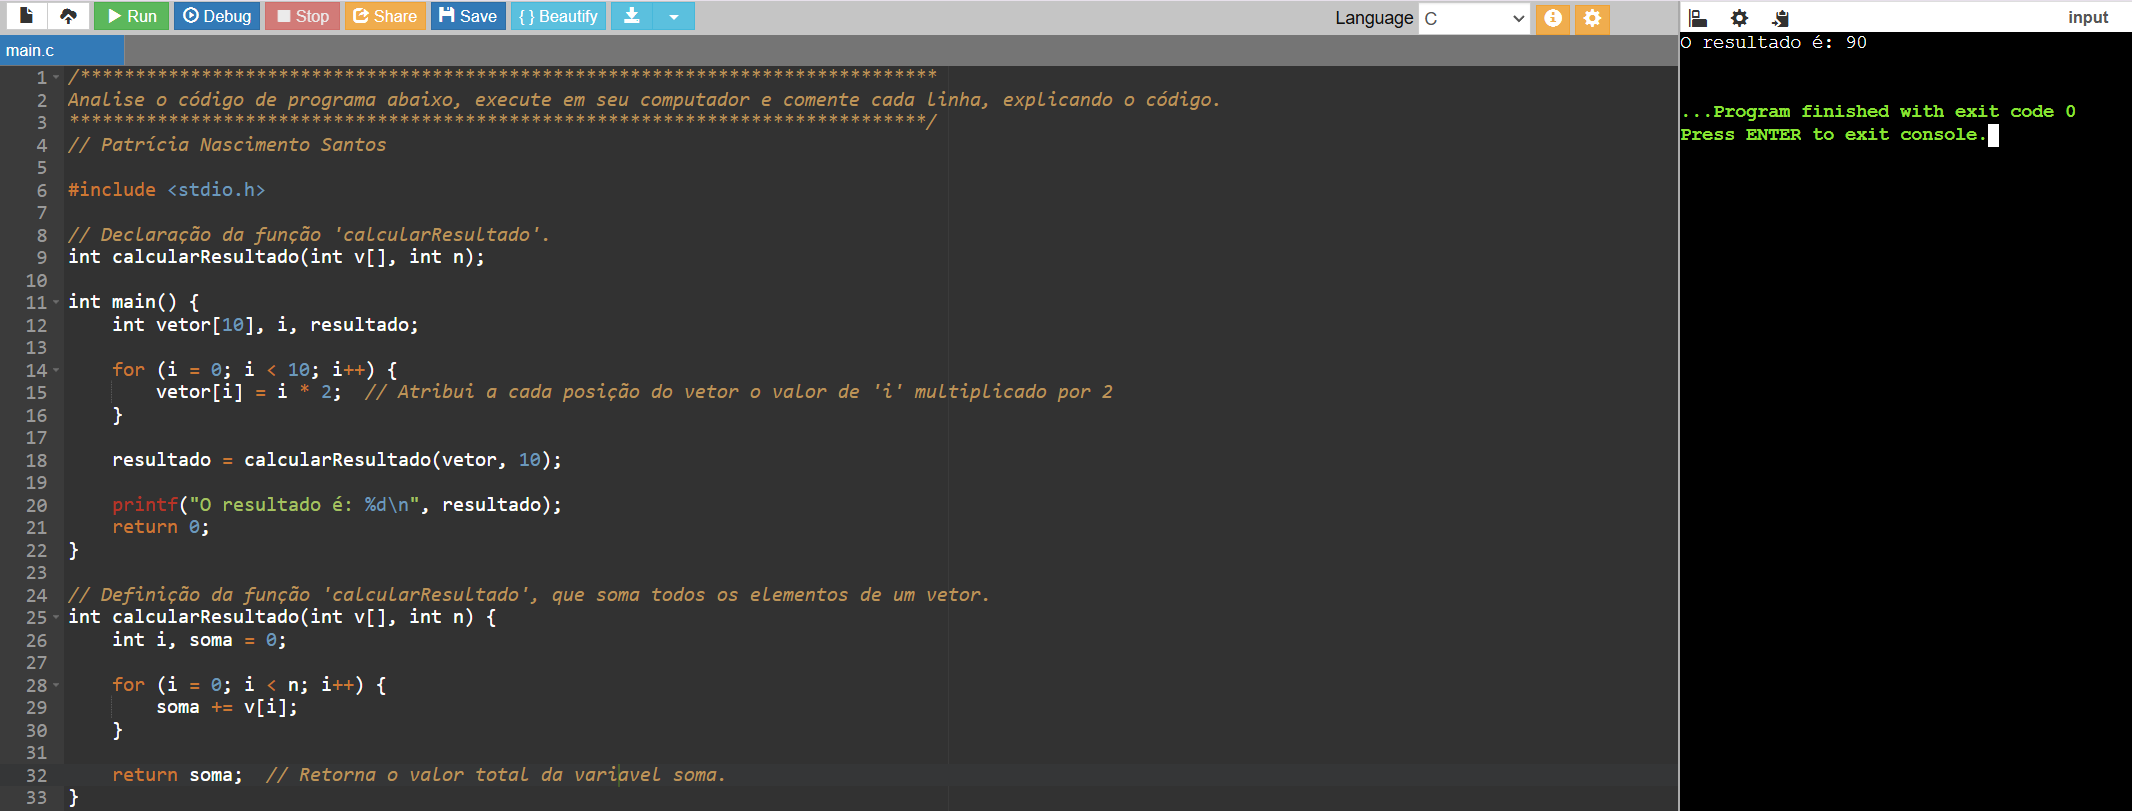 Run Debug Stop Share Save { } Beautify Language C input
main.c
1 /******************************************************************************
2 Analise o código de programa abaixo, execute em seu computador e comente cada linha, explicando o código.
3 ******************************************************************************/
4 // Patrícia Nascimento Santos
5
6 #include <stdio.h>
7
8 // Declaração da função 'calcularResultado'.
9 int calcularResultado(int v[], int n);
10
11 int main() {
12     int vetor[10], i, resultado;
13
14     for (i = 0; i < 10; i++) {
15         vetor[i] = i * 2;  // Atribui a cada posição do vetor o valor de 'i' multiplicado por 2
16     }
17
18     resultado = calcularResultado(vetor, 10);
19
20     printf("O resultado é: %d\n", resultado);
21     return 0;
22 }
23
24 // Definição da função 'calcularResultado', que soma todos os elementos de um vetor.
25 int calcularResultado(int v[], int n) {
26     int i, soma = 0;
27
28     for (i = 0; i < n; i++) {
29         soma += v[i];
30     }
31
32     return soma;  // Retorna o valor total da variavel soma.
33 }
O resultado é: 90
...Program finished with exit code 0
Press ENTER to exit console.